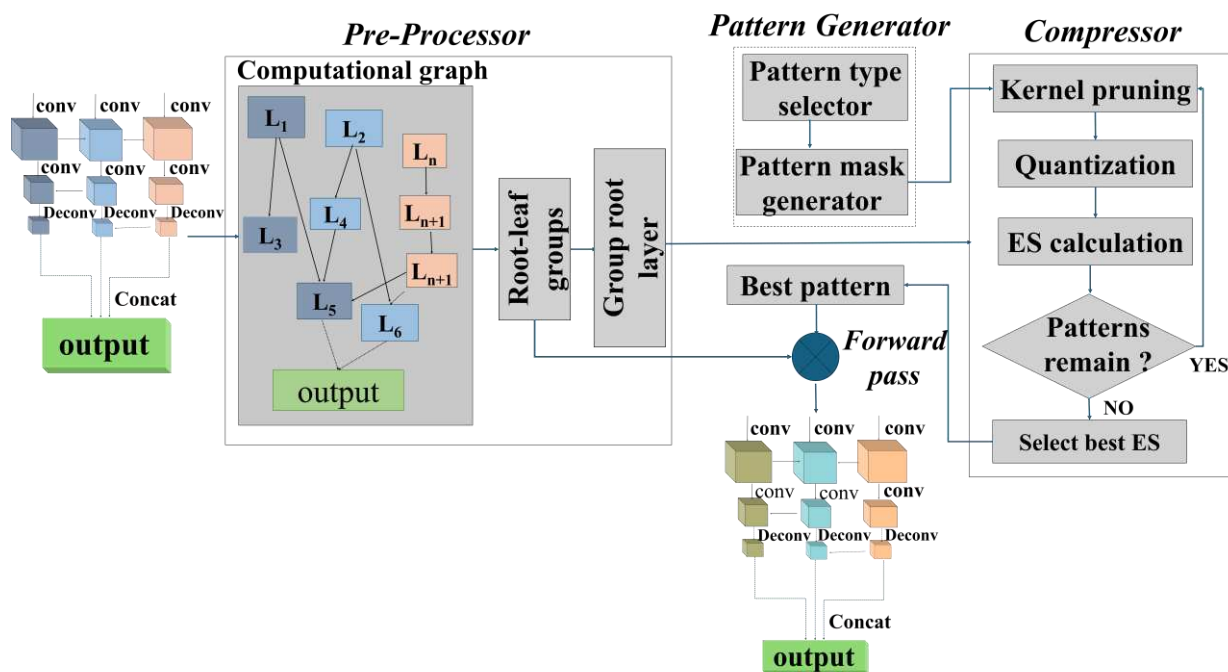 Pre-Processor
Computational graph
conv
conv
conv
conv
conv
conv
Deconv
Deconv
Deconv
Concat
output
L1
L2
Ln
L3
L4
Ln+1
Ln+1
L5
L6
output
Root-leaf
groups
Group root
layer
Pattern Generator
Pattern type
selector
Pattern mask
generator
Best pattern
Forward
pass
conv
conv
conv
conv
conv
conv
Deconv
Deconv
Deconv
Concat
output
Compressor
Kernel pruning
Quantization
ES calculation
Patterns
remain ?
YES
NO
Select best ES